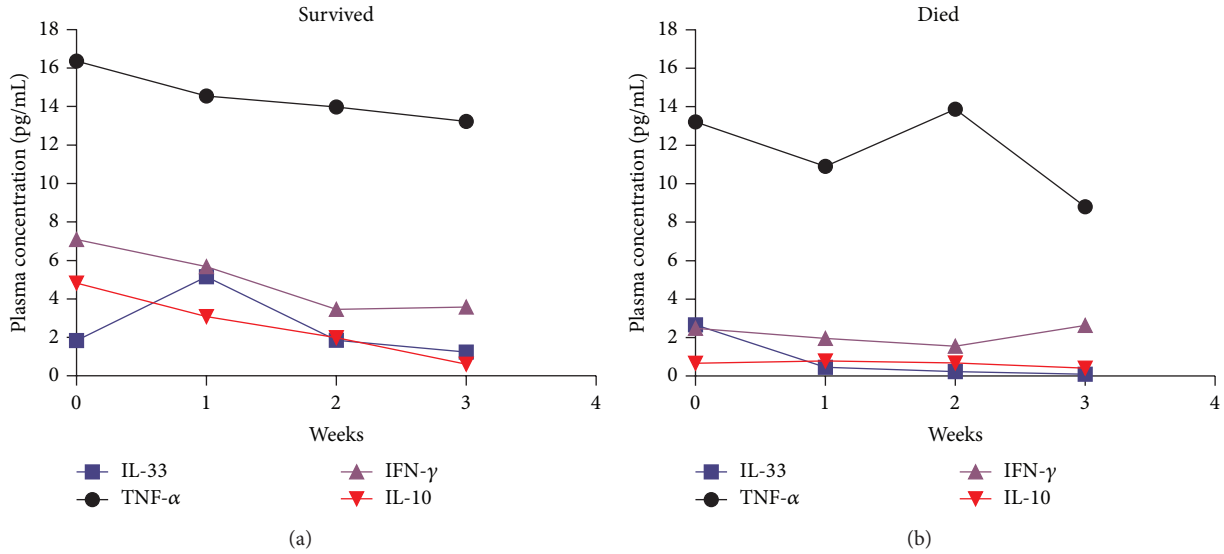 Survived
Plasma concentration (pg/mL)
18
16
14
12
10
8
6
4
2
0
0 1 2 3 4
Weeks
IL-33
TNF-α
IFN-γ
IL-10
(a)
Died
Plasma concentration (pg/mL)
18
16
14
12
10
8
6
4
2
0
0 1 2 3 4
Weeks
IL-33
TNF-α
IFN-γ
IL-10
(b)